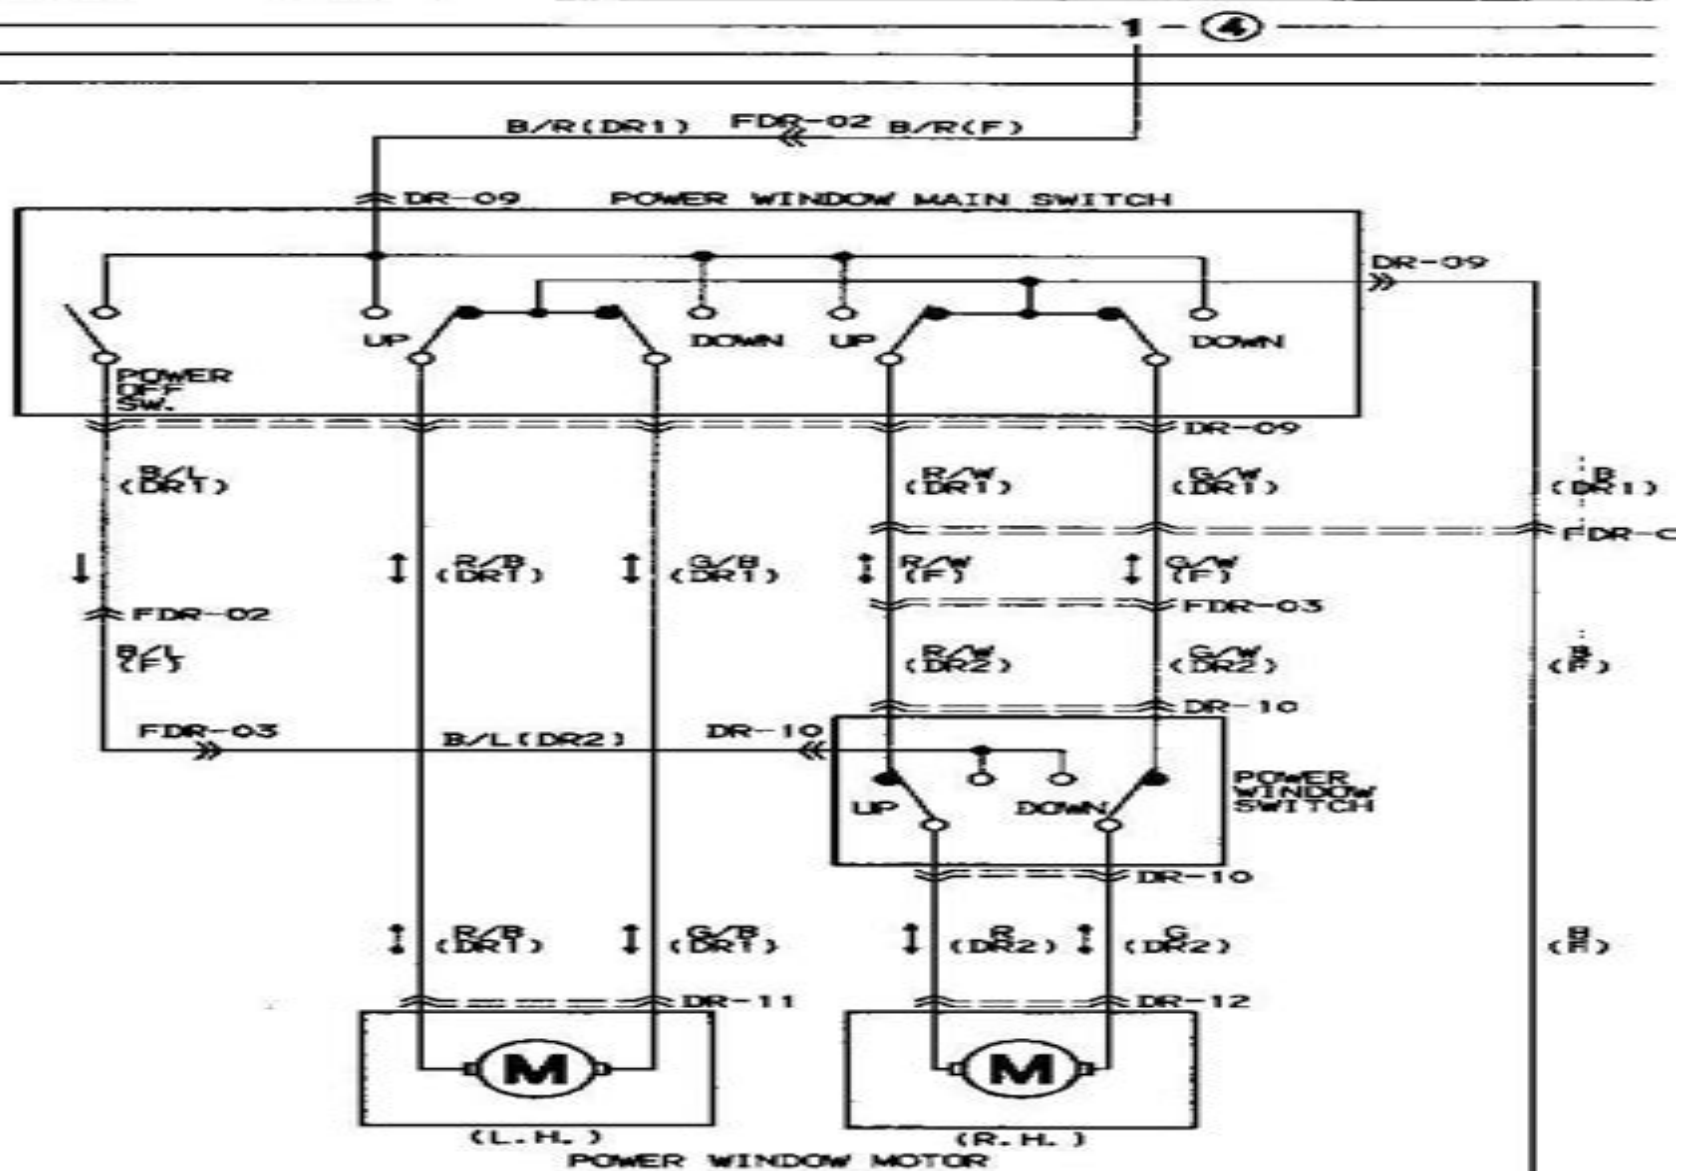 1 - 4
B/R(DR1) FDR-02 B/R(F)
DR-09 POWER WINDOW MAIN SWITCH
DR-09
UP DOWN UP DOWN
POWER
OFF
SW.
DR-09
B/L
(DR1)
R/W
(DR1)
G/W
(DR1)
B
(DR1)
R/B
(DR1)
G/B
(DR1)
R/W
(F)
G/W
(F)
FDR-02
FDR-03
B/L
(F)
R/W
(DR2)
G/W
(DR2)
B
(F)
DR-10
FDR-03 B/L(DR2) DR-10
UP DOWN
POWER
WINDOW
SWITCH
DR-10
R/B
(DR1)
G/B
(DR1)
R
(DR2)
G
(DR2)
DR-11 DR-12
M M
(L.H.) (R.H.)
POWER WINDOW MOTOR